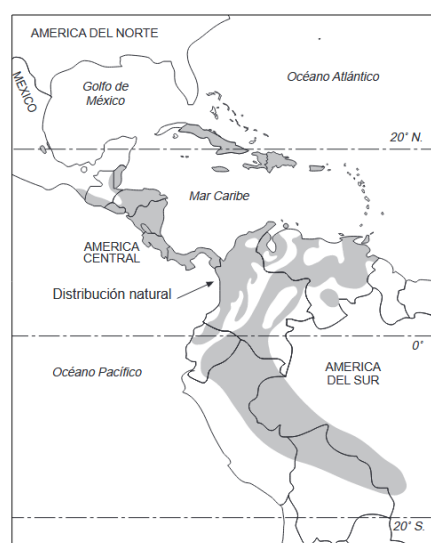 AMERICA DEL NORTE
MEXICO
Golfo de
México
Océano Atlántico
20˚ N.
Mar Caribe
AMERICA
CENTRAL
Distribución natural
0˚
Océano Pacífico
AMERICA
DEL SUR
20˚ S.